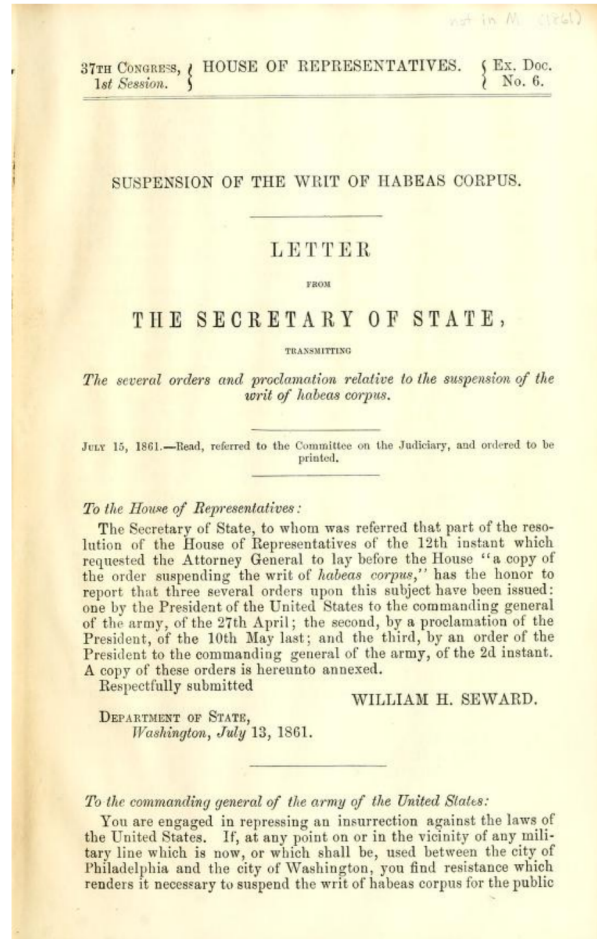 not in M (1861)
37TH CONGRESS, HOUSE OF REPRESENTATIVES. Ex. Doc.
1st Session. No. 6.
SUSPENSION OF THE WRIT OF HABEAS CORPUS.
LETTER
FROM
THE SECRETARY OF STATE,
TRANSMITTING
The several orders and proclamation relative to the suspension of the
writ of habeas corpus.
JULY 15, 1861.—Read, referred to the Committee on the Judiciary, and ordered to be
printed.
To the House of Representatives:
The Secretary of State, to whom was referred that part of the reso-
lution of the House of Representatives of the 12th instant which
requested the Attorney General to lay before the House "a copy of
the order suspending the writ of habeas corpus," has the honor to
report that three several orders upon this subject have been issued:
one by the President of the United States to the commanding general
of the army, of the 27th April; the second, by a proclamation of the
President, of the 10th May last; and the third, by an order of the
President to the commanding general of the army, of the 2d instant.
A copy of these orders is hereunto annexed.
Respectfully submitted
WILLIAM H. SEWARD.
DEPARTMENT OF STATE,
Washington, July 13, 1861.
To the commanding general of the army of the United States:
You are engaged in repressing an insurrection against the laws of
the United States. If, at any point on or in the vicinity of any mili-
tary line which is now, or which shall be, used between the city of
Philadelphia and the city of Washington, you find resistance which
renders it necessary to suspend the writ of habeas corpus for the public